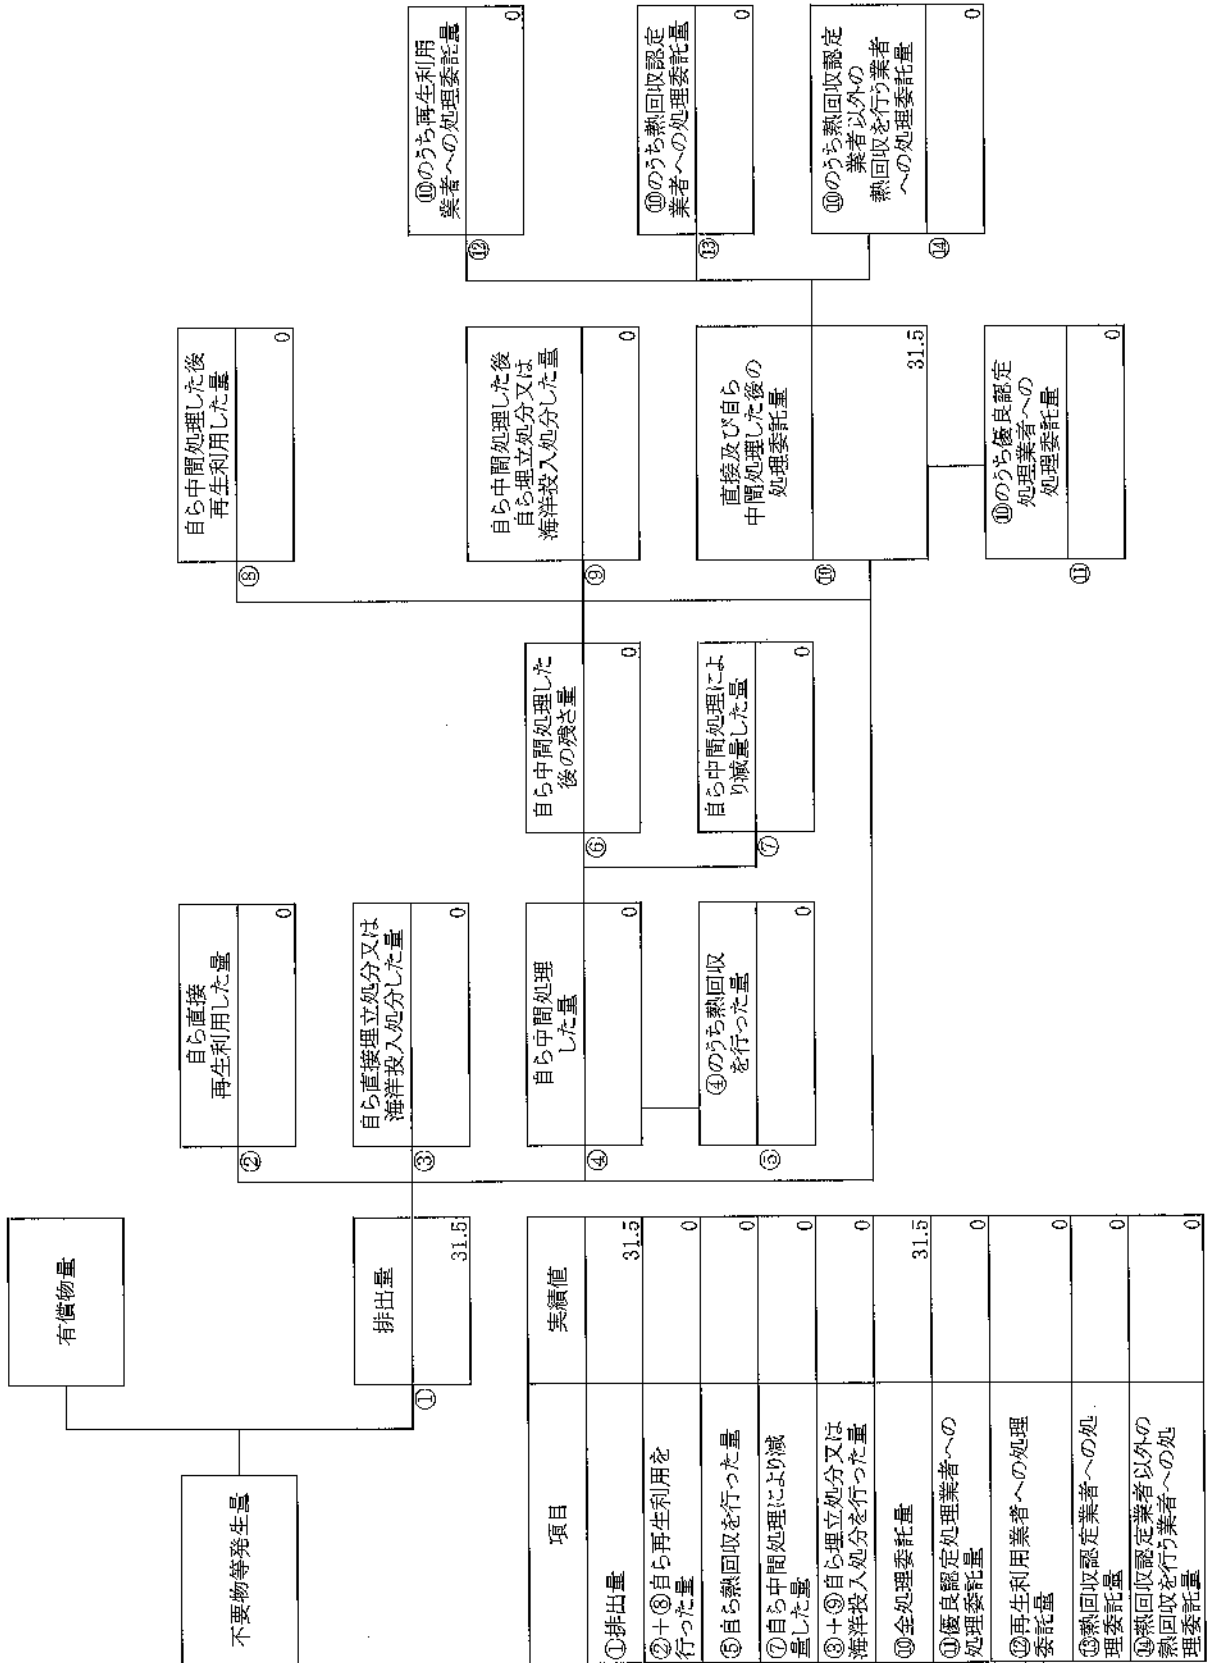 不要物等発生量
有償物量
①
排出量
31.5
②
自ら直接
再生利用した量
0
③
自ら直接埋立処分又は
海洋投入処分した量
0
④
自ら中間処理
した量
0
⑤
④のうち熱回収
を行った量
0
⑥
自ら中間処理した
後の残さ量
0
⑦
自ら中間処理によ
り減量した量
0
⑧
自ら中間処理した後
再生利用した量
0
⑨
自ら中間処理した後
自ら埋立処分又は
海洋投入処分した量
0
⑩
直接及び自ら
中間処理した後の
処理委託量
31.5
⑪
⑩のうち優良認定
処理業者への
処理委託量
0
⑫
⑩のうち再生利用
業者への処理委託量
0
⑬
⑩のうち熱回収認定
業者への処理委託量
0
⑭
⑩のうち熱回収認定
業者以外の
熱回収を行う業者
への処理委託量
0
項目
実績値
①排出量
31.5
②+⑧自ら再生利用を
行った量
0
⑤自ら熱回収を行った量
0
⑦自ら中間処理により減
量した量
0
③+⑨自ら埋立処分又は
海洋投入処分を行った量
0
⑩全処理委託量
31.5
⑪優良認定処理業者への
処理委託量
0
⑫再生利用業者への処理
委託量
0
⑬熱回収認定業者への処
理委託量
0
⑭熱回収認定業者以外の
熱回収を行う業者への処
理委託量
0